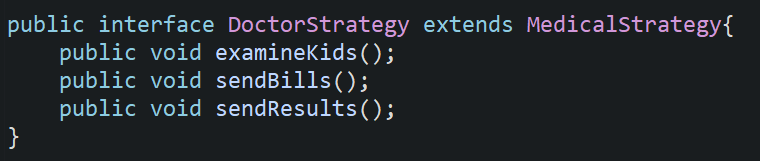 public interface DoctorStrategy extends MedicalStrategy{
    public void examineKids();
    public void sendBills();
    public void sendResults();
}